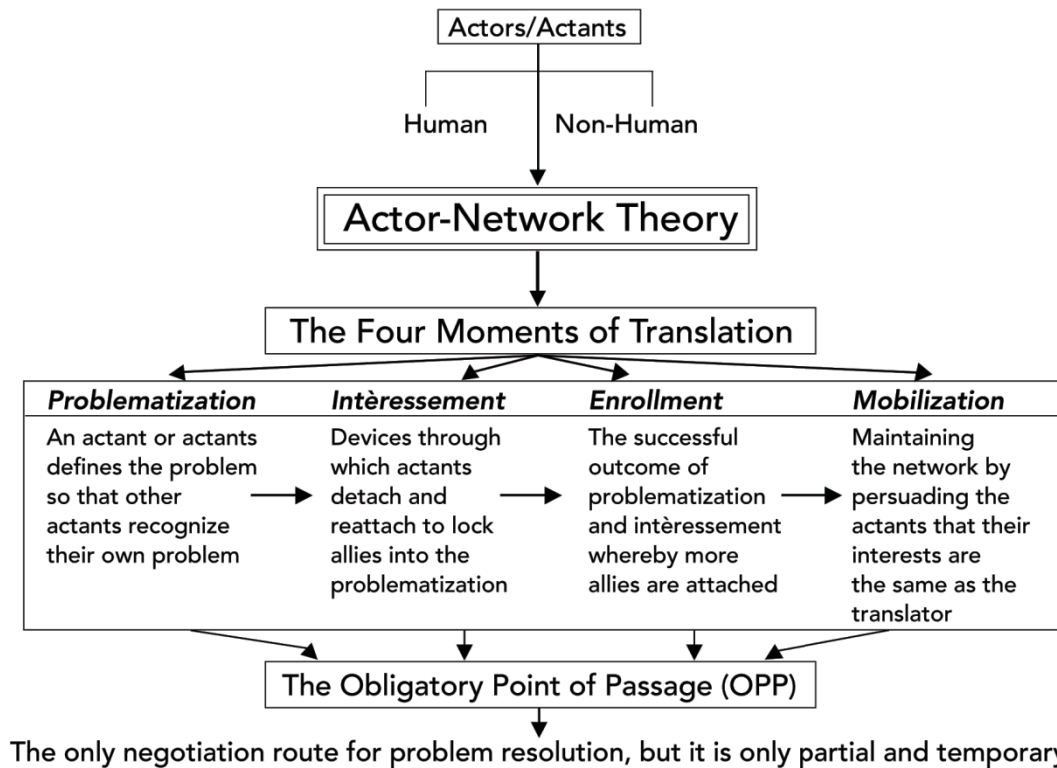 Actors/Actants
Human
Non-Human
Actor-Network Theory
The Four Moments of Translation
Problematization
An actant or actants
defines the problem
so that other
actants recognize
their own problem
Intèressement
Devices through
which actants
detach and
reattach to lock
allies into the
problematization
Enrollment
The successful
outcome of
problematization
and intèressement
whereby more
allies are attached
Mobilization
Maintaining
the network by
persuading the
actants that their
interests are
the same as the
translator
The Obligatory Point of Passage (OPP)
The only negotiation route for problem resolution, but it is only partial and temporary